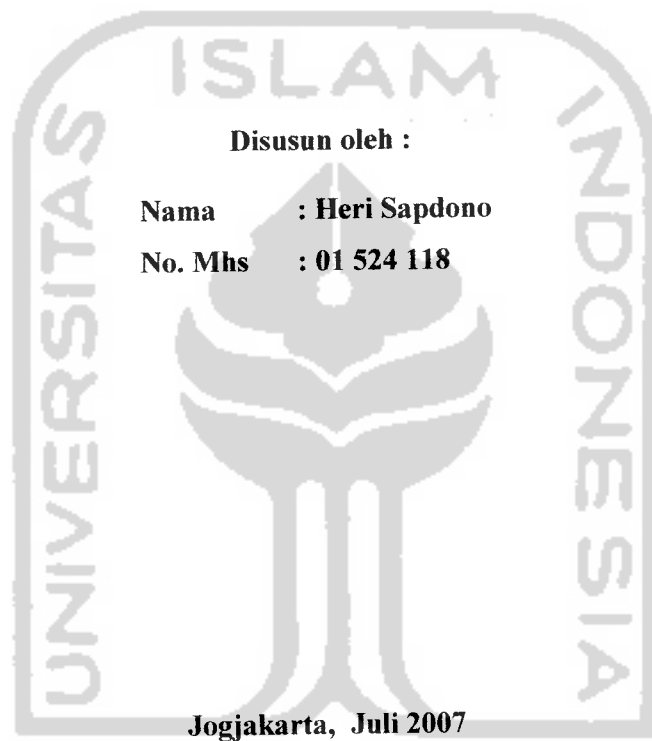 UNIVERSITAS ISLAM INDONESIA
Disusun oleh :
Nama : Heri Sapdono
No. Mhs : 01 524 118
Jogjakarta, Juli 2007